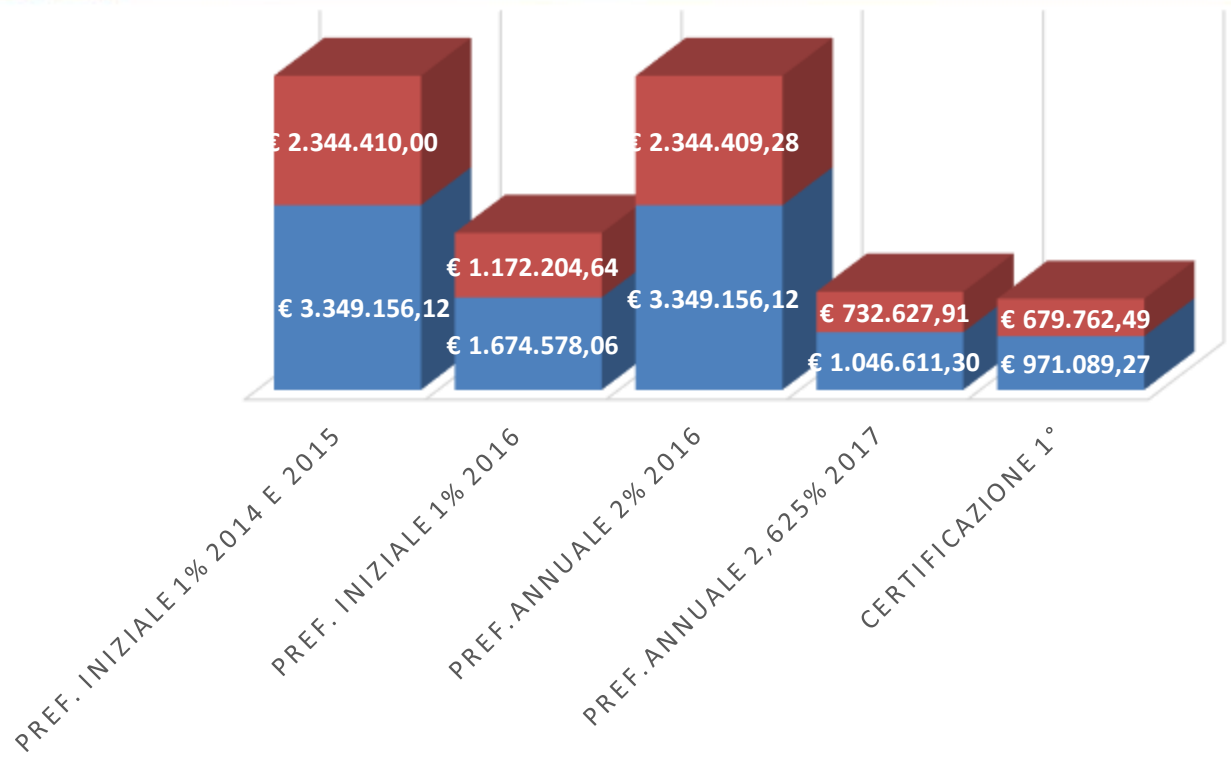 € 2.344.410,00
€ 2.344.409,28
€ 1.172.204,64
€ 3.349.156,12
€ 3.349.156,12
€ 732.627,91
€ 679.762,49
€ 1.674.578,06
€ 1.046.611,30
€ 971.089,27
PREF. INIZIALE 1% 2014 E 2015
PREF. INIZIALE 1% 2016
PREF. ANNUALE 2% 2016
PREF. ANNUALE 2,625% 2017
CERTIFICAZIONE 1°